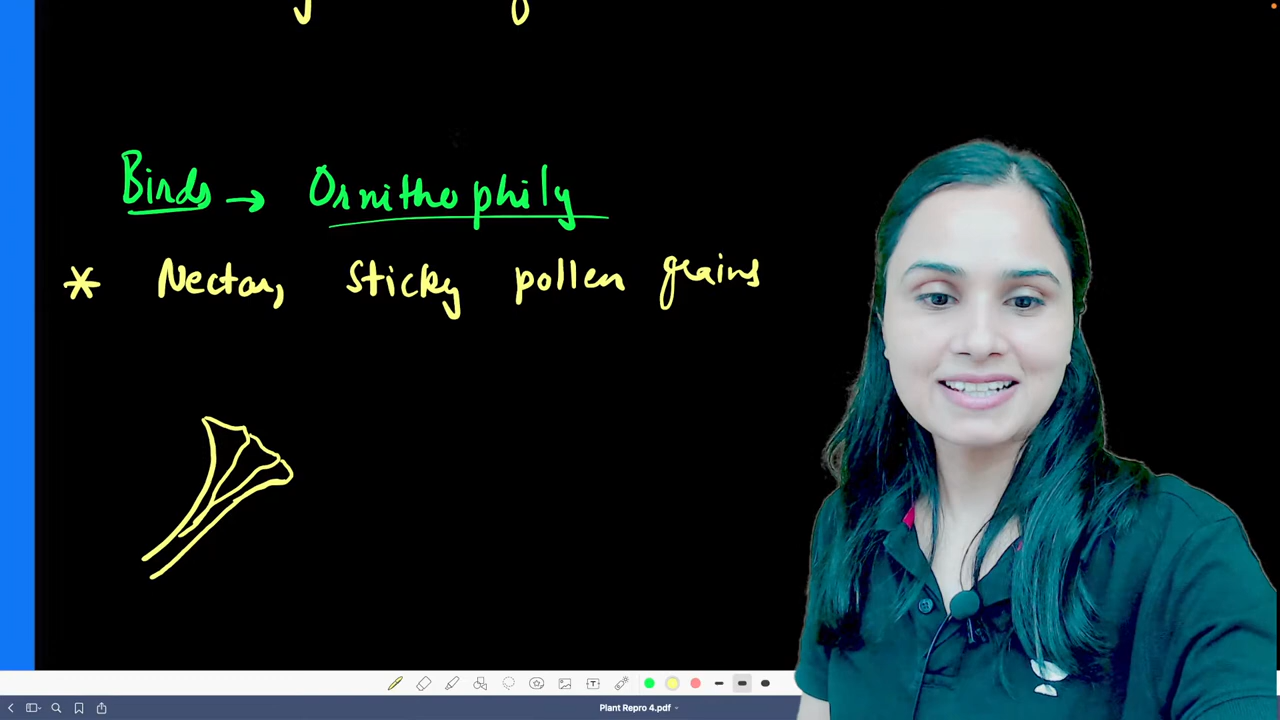 Birds → Ornithophily
* Nectar, sticky pollen grains
Plant Repro 4.pdf